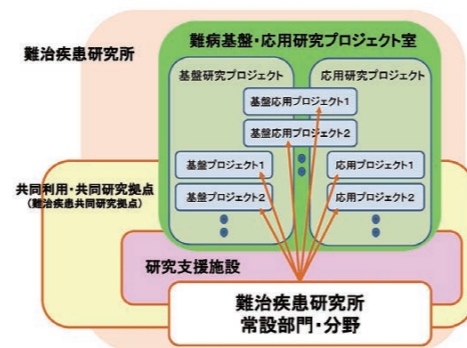 難病基盤・応用研究プロジェクト室
難治疾患研究所
基盤研究プロジェクト
応用研究プロジェクト
基盤応用プロジェクト1
基盤応用プロジェクト2
基盤プロジェクト1
応用プロジェクト1
基盤プロジェクト2
応用プロジェクト2
共同利用・共同研究拠点
(難治疾患共同研究拠点)
研究支援施設
難治疾患研究所
常設部門・分野